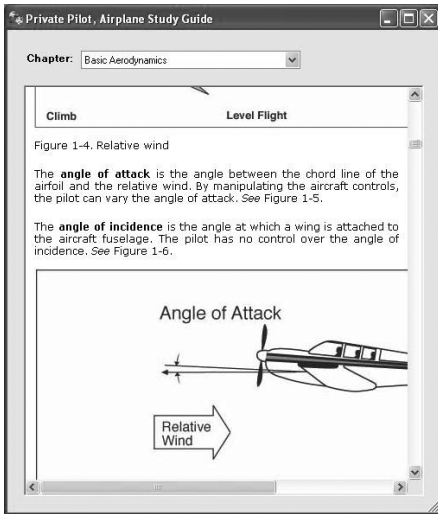 Private Pilot, Airplane Study Guide
Chapter: Basic Aerodynamics
Climb Level Flight
Figure 1-4. Relative wind
The angle of attack is the angle between the chord line of the
airfoil and the relative wind. By manipulating the aircraft controls,
the pilot can vary the angle of attack. See Figure 1-5.
The angle of incidence is the angle at which a wing is attached to
the aircraft fuselage. The pilot has no control over the angle of
incidence. See Figure 1-6.
Angle of Attack
Relative
Wind